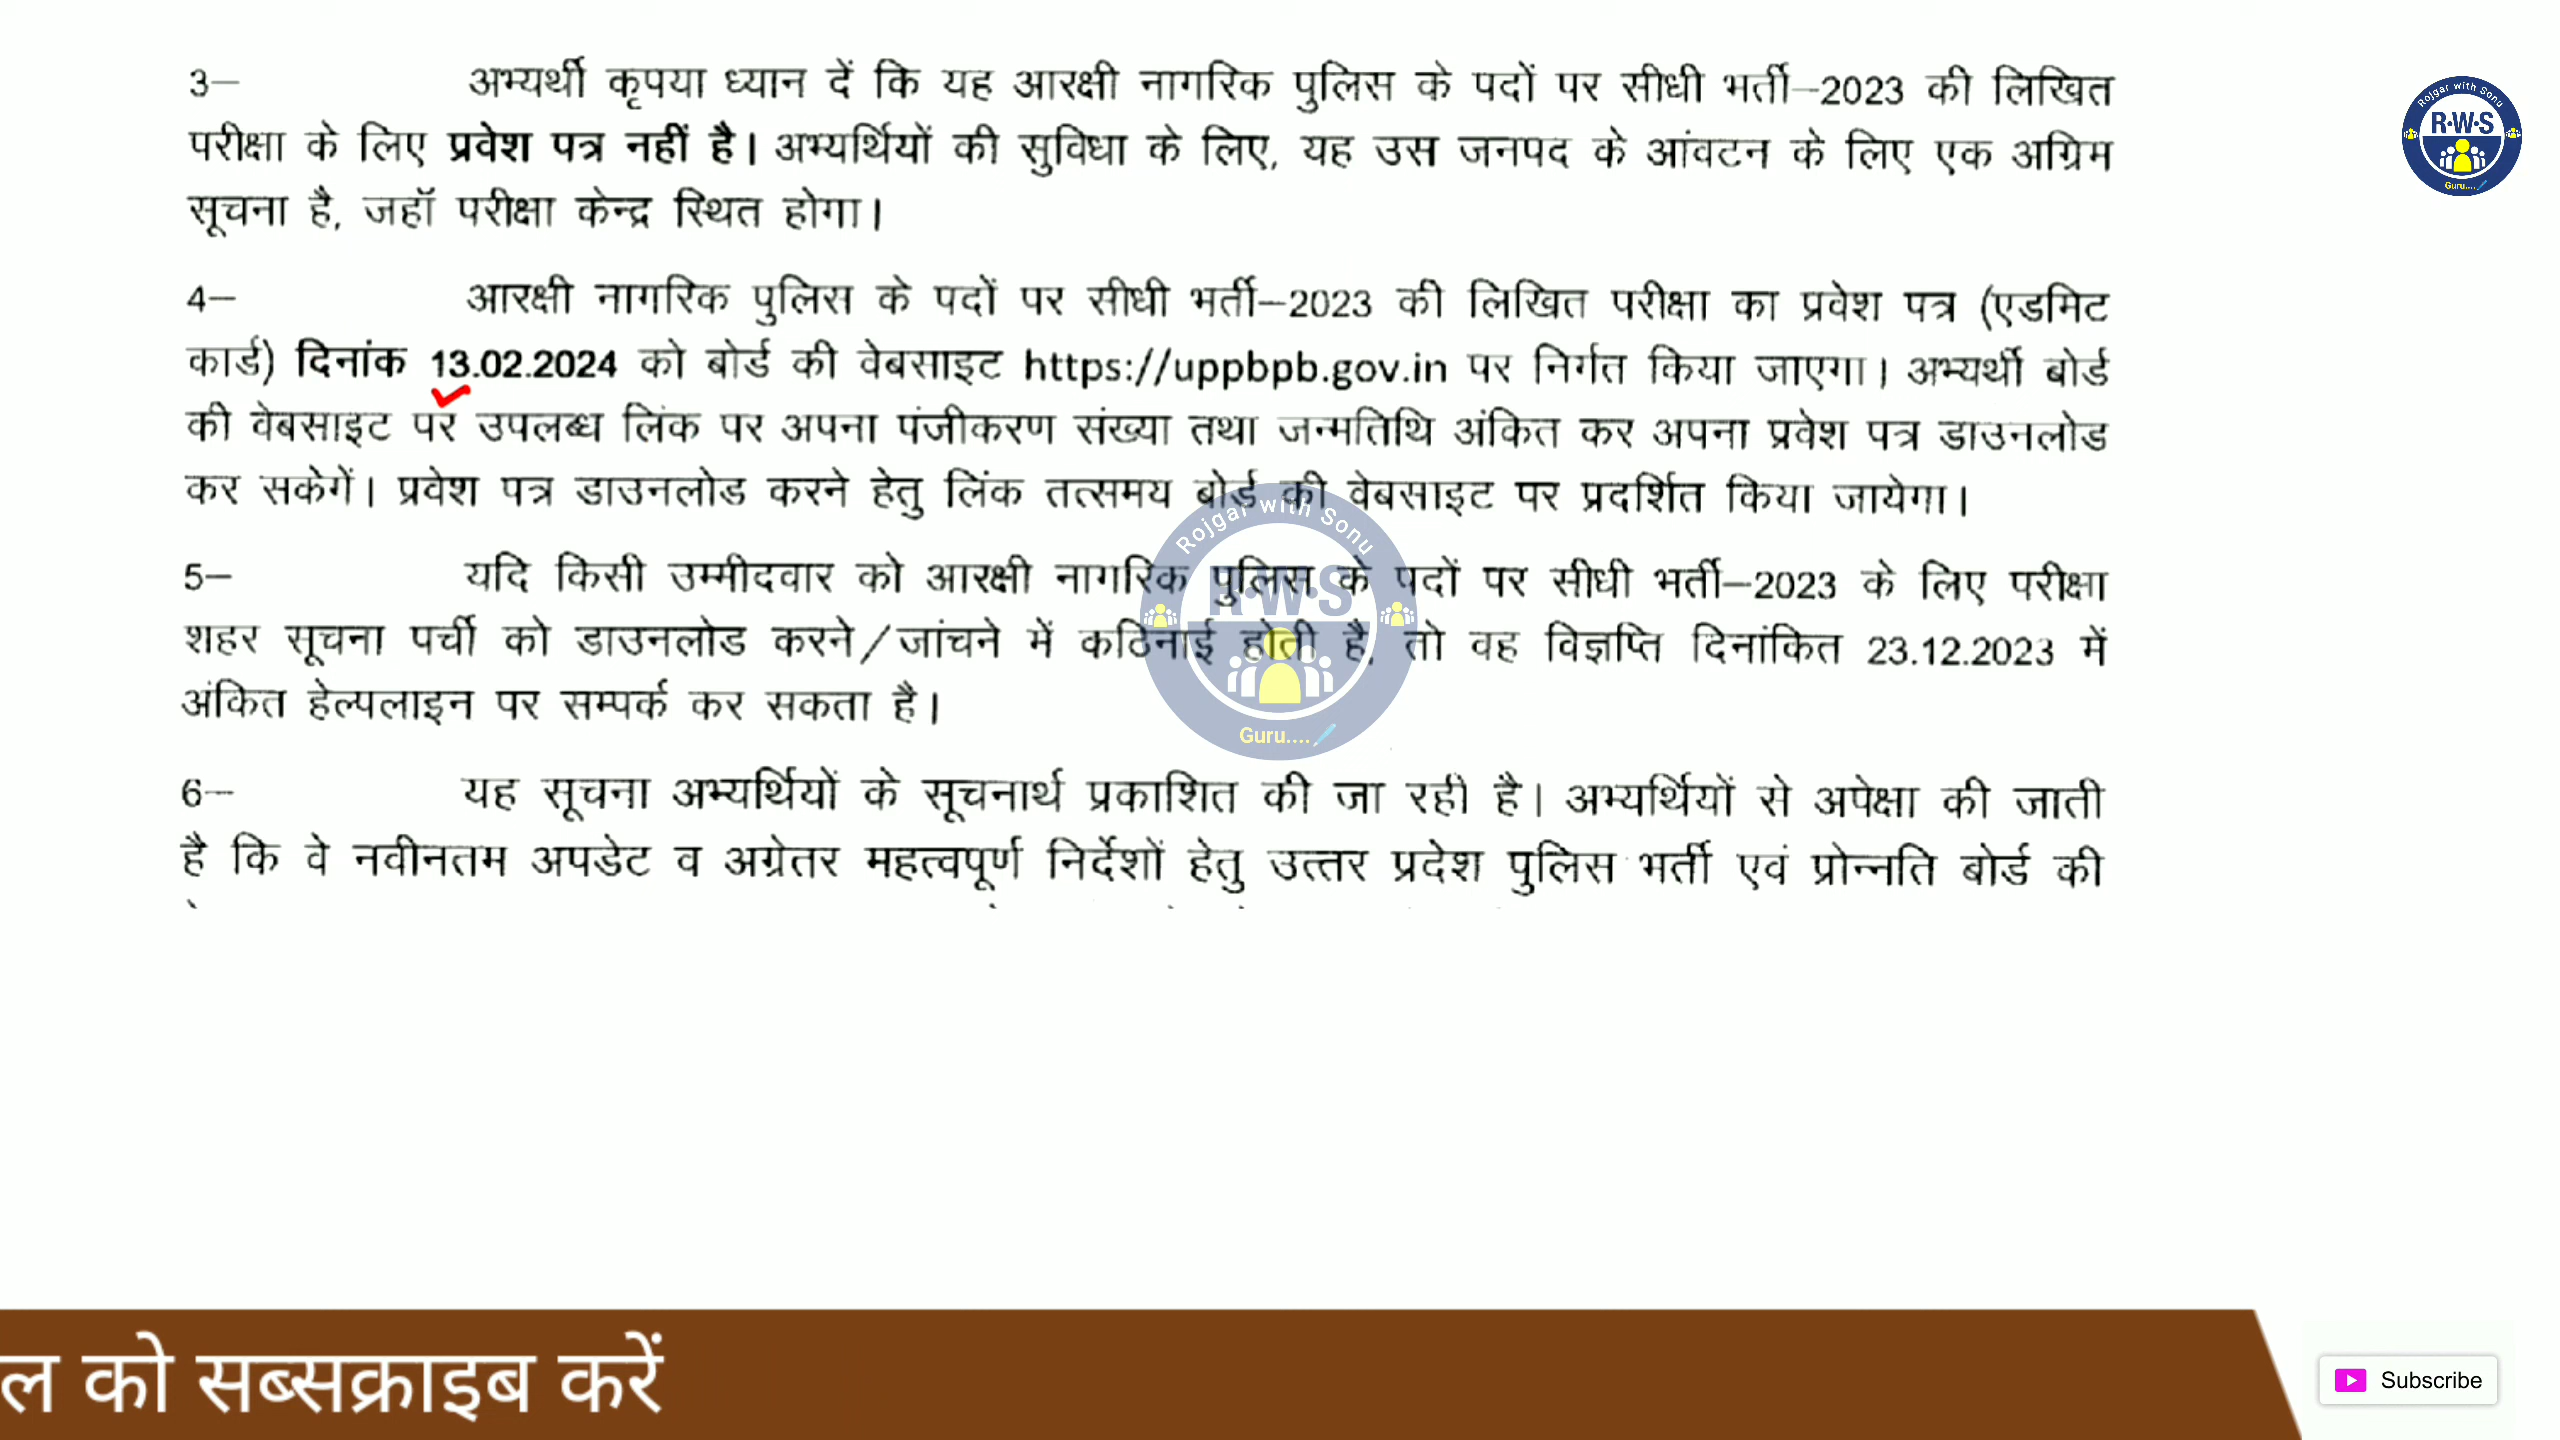 3— अभ्यर्थी कृपया ध्यान दें कि यह आरक्षी नागरिक पुलिस के पदों पर सीधी भर्ती–2023 की लिखित
परीक्षा के लिए प्रवेश पत्र नहीं है। अभ्यर्थियों की सुविधा के लिए, यह उस जनपद के आंवटन के लिए एक अग्रिम
सूचना है, जहॉ परीक्षा केन्द्र स्थित होगा।
4— आरक्षी नागरिक पुलिस के पदों पर सीधी भर्ती–2023 की लिखित परीक्षा का प्रवेश पत्र (एडमिट
कार्ड) दिनांक 13.02.2024 को बोर्ड की वेबसाइट https://uppbpb.gov.in पर निर्गत किया जाएगा। अभ्यर्थी बोर्ड
की वेबसाइट पर उपलब्ध लिंक पर अपना पंजीकरण संख्या तथा जन्मतिथि अंकित कर अपना प्रवेश पत्र डाउनलोड
कर सकेगें। प्रवेश पत्र डाउनलोड करने हेतु लिंक तत्समय बोर्ड की वेबसाइट पर प्रदर्शित किया जायेगा।
5— यदि किसी उम्मीदवार को आरक्षी नागरिक पुलिस के पदों पर सीधी भर्ती–2023 के लिए परीक्षा
शहर सूचना पर्ची को डाउनलोड करने/जांचने में कठिनाई होती है, तो वह विज्ञप्ति दिनांकित 23.12.2023 में
अंकित हेल्पलाइन पर सम्पर्क कर सकता है।
6— यह सूचना अभ्यर्थियों के सूचनार्थ प्रकाशित की जा रही है। अभ्यर्थियों से अपेक्षा की जाती
है कि वे नवीनतम अपडेट व अग्रेतर महत्वपूर्ण निर्देशों हेतु उत्तर प्रदेश पुलिस भर्ती एवं प्रोन्नति बोर्ड की
Rojgar with Sonu
R·W·S
Guru....
Rojgar with Sonu
R·W·S
Guru....
ल को सब्सक्राइब करें
Subscribe